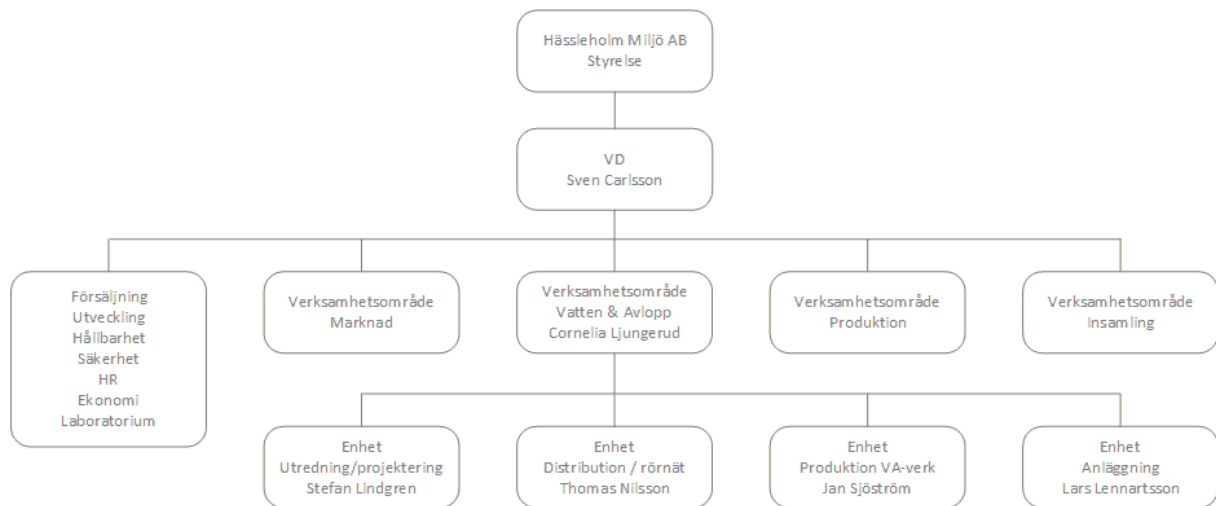 Hässleholm Miljö AB
Styrelse
VD
Sven Carlsson
Försäljning
Utveckling
Hållbarhet
Säkerhet
HR
Ekonomi
Laboratorium
Verksamhetsområde
Marknad
Verksamhetsområde
Vatten & Avlopp
Cornelia Ljungerud
Verksamhetsområde
Produktion
Verksamhetsområde
Insamling
Enhet
Utredning/projektering
Stefan Lindgren
Enhet
Distribution / rörnät
Thomas Nilsson
Enhet
Produktion VA-verk
Jan Sjöström
Enhet
Anläggning
Lars Lennartsson